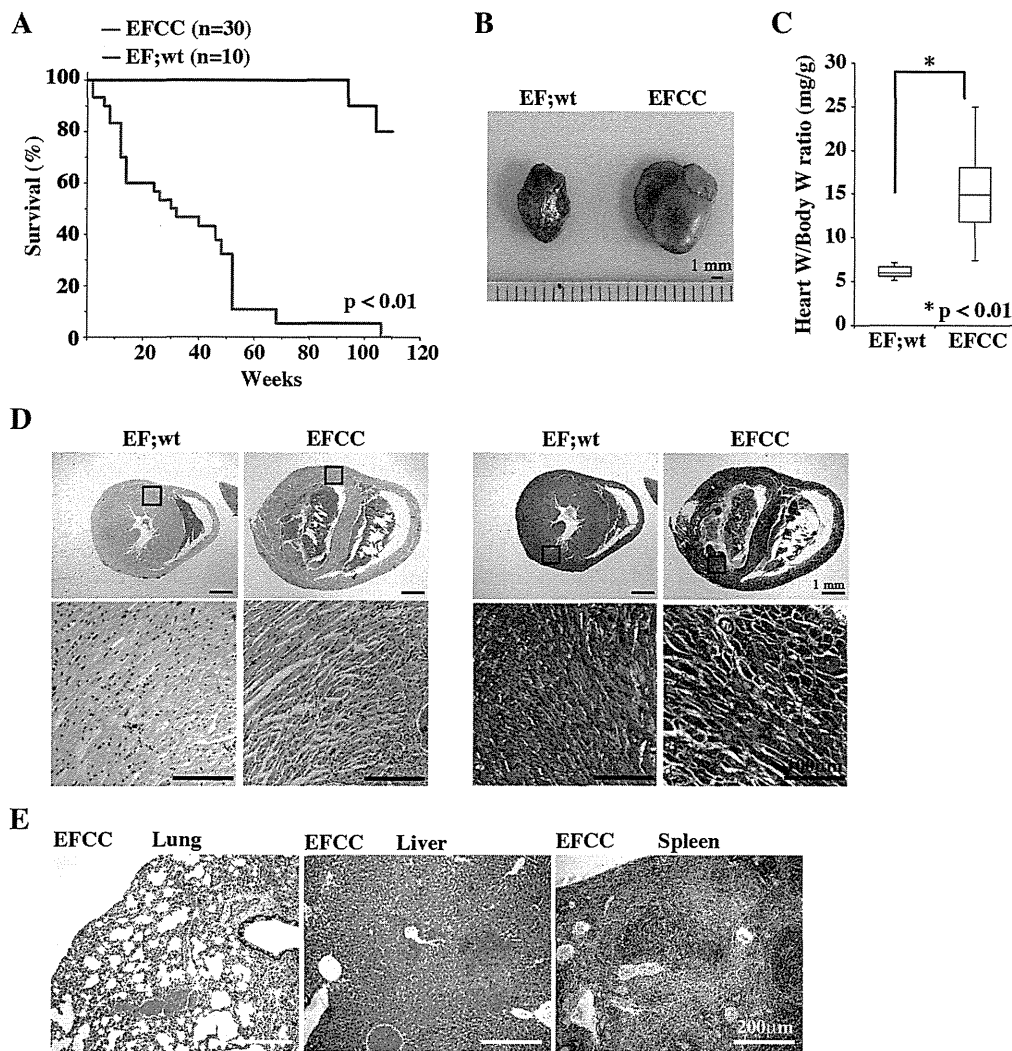 A
— EFCC (n=30)
— EF;wt (n=10)
Survival (%)
100
80
60
40
20
0
20 40 60 80 100 120
Weeks
p < 0.01
B
EF;wt EFCC
1 mm
C
Heart W/Body W ratio (mg/g)
30
25
20
15
10
5
0
*
* p < 0.01
EF;wt EFCC
D
EF;wt EFCC EF;wt EFCC
1 mm
E
EFCC Lung EFCC Liver EFCC Spleen
200μm